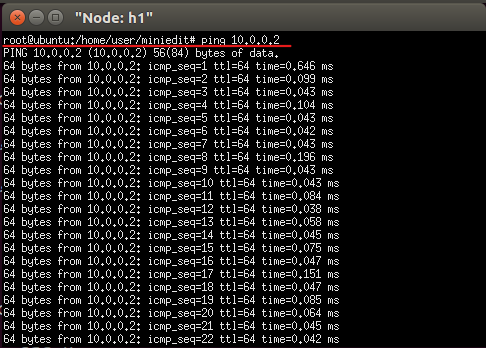 "Node: h1"
root@ubuntu:/home/user/miniedit# ping 10.0.0.2
PING 10.0.0.2 (10.0.0.2) 56(84) bytes of data.
64 bytes from 10.0.0.2: icmp_seq=1 ttl=64 time=0.646 ms
64 bytes from 10.0.0.2: icmp_seq=2 ttl=64 time=0.099 ms
64 bytes from 10.0.0.2: icmp_seq=3 ttl=64 time=0.043 ms
64 bytes from 10.0.0.2: icmp_seq=4 ttl=64 time=0.104 ms
64 bytes from 10.0.0.2: icmp_seq=5 ttl=64 time=0.043 ms
64 bytes from 10.0.0.2: icmp_seq=6 ttl=64 time=0.042 ms
64 bytes from 10.0.0.2: icmp_seq=7 ttl=64 time=0.043 ms
64 bytes from 10.0.0.2: icmp_seq=8 ttl=64 time=0.196 ms
64 bytes from 10.0.0.2: icmp_seq=9 ttl=64 time=0.043 ms
64 bytes from 10.0.0.2: icmp_seq=10 ttl=64 time=0.043 ms
64 bytes from 10.0.0.2: icmp_seq=11 ttl=64 time=0.084 ms
64 bytes from 10.0.0.2: icmp_seq=12 ttl=64 time=0.038 ms
64 bytes from 10.0.0.2: icmp_seq=13 ttl=64 time=0.058 ms
64 bytes from 10.0.0.2: icmp_seq=14 ttl=64 time=0.045 ms
64 bytes from 10.0.0.2: icmp_seq=15 ttl=64 time=0.075 ms
64 bytes from 10.0.0.2: icmp_seq=16 ttl=64 time=0.047 ms
64 bytes from 10.0.0.2: icmp_seq=17 ttl=64 time=0.151 ms
64 bytes from 10.0.0.2: icmp_seq=18 ttl=64 time=0.047 ms
64 bytes from 10.0.0.2: icmp_seq=19 ttl=64 time=0.085 ms
64 bytes from 10.0.0.2: icmp_seq=20 ttl=64 time=0.064 ms
64 bytes from 10.0.0.2: icmp_seq=21 ttl=64 time=0.045 ms
64 bytes from 10.0.0.2: icmp_seq=22 ttl=64 time=0.042 ms